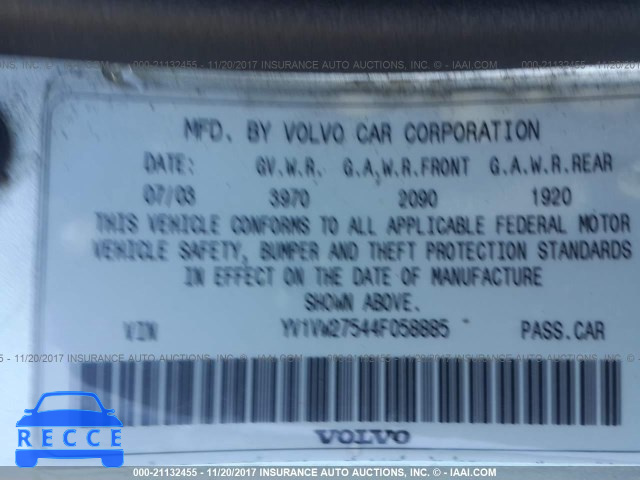 000-21132455 - 11/20/2017 INSURANCE AUTO AUCTIONS, INC. © - IAAI.COM
MFD. BY VOLVO CAR CORPORATION
DATE: GV.W.R. G.A.W.R.FRONT G.A.W.R.REAR
07/03 3970 2090 1920
THIS VEHICLE CONFORMS TO ALL APPLICABLE FEDERAL MOTOR
VEHICLE SAFETY, BUMPER AND THEFT PROTECTION STANDARDS
IN EFFECT ON THE DATE OF MANUFACTURE
SHOWN ABOVE.
VIN YV1VW27544F058885 PASS.CAR
VOLVO
RECCE
000-21132455 - 11/20/2017 INSURANCE AUTO AUCTIONS, INC. © - IAAI.COM